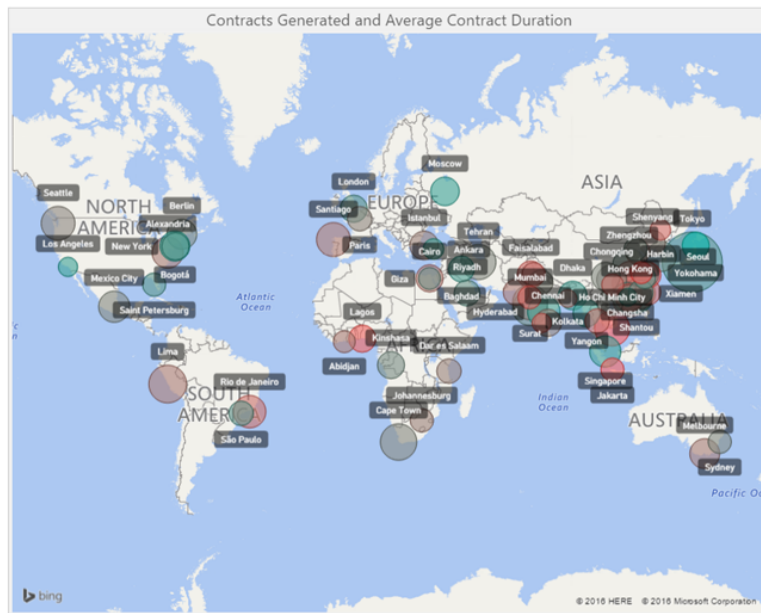 Contracts Generated and Average Contract Duration
Moscow
London
ASIA
Seattle
Berlin
EUROPE
NORTH
AMERICA
Alexandria
Santiago
Istanbul
Shenyang
Tokyo
Tehran
Zhengzhou
Los Angeles
New York
Paris
Cairo
Ankara
Faisalabad
Chongqing
Harbin
Seoul
Mexico City
Bogotá
Giza
Riyadh
Mumbai
Dhaka
Hong Kong
Yokohama
Atlantic
Ocean
Saint Petersburg
Baghdad
Chennai
Ho Chi Minh City
Xiamen
Lagos
Hyderabad
Kolkata
Changsha
Kinshasa
Surat
Shantou
Lima
Abidjan
Dar es Salaam
Yangon
Rio de Janeiro
SOUTH
AMERICA
Johannesburg
Singapore
Jakarta
Indian
Ocean
Cape Town
São Paulo
AUSTRALIA
Melbourne
Sydney
bing
© 2016 HERE © 2016 Microsoft Corporation